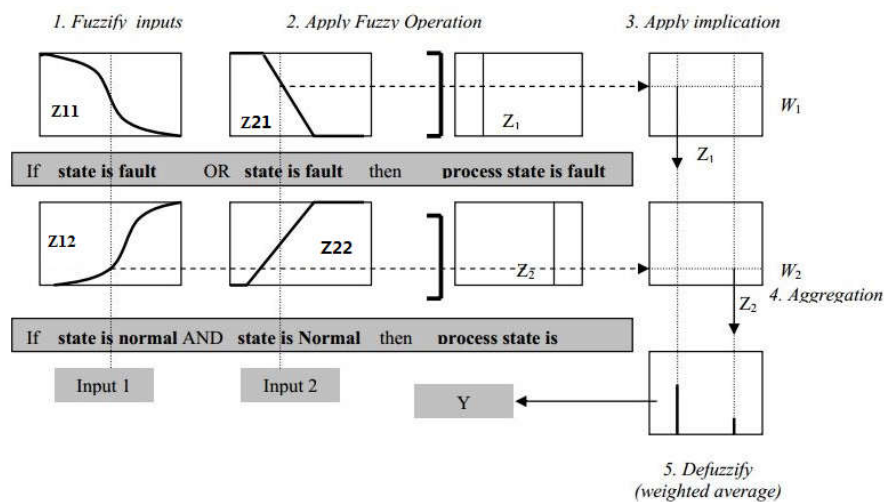 1. Fuzzify inputs
2. Apply Fuzzy Operation
3. Apply implication
Z11
Z21
Z1
W1
Z1
If state is fault OR state is fault then process state is fault
Z12
Z22
Z2
W2
Z2
4. Aggregation
If state is normal AND state is Normal then process state is
Input 1
Input 2
Y
5. Defuzzify
(weighted average)